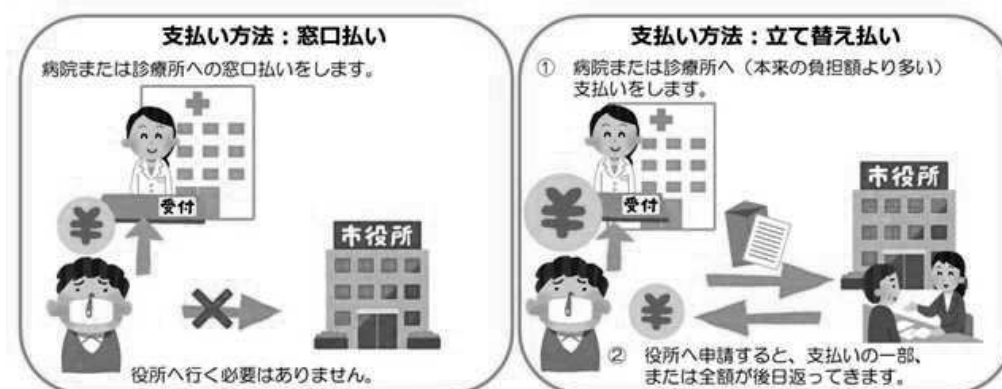 支払い方法：窓口払い
病院または診療所への窓口払いをします。
受付
¥
市役所
役所へ行く必要はありません。
支払い方法：立て替え払い
① 病院または診療所へ（本来の負担額より多い）
支払いをします。
¥
受付
市役所
¥
② 役所へ申請すると、支払いの一部、
または全額が後日返ってきます。